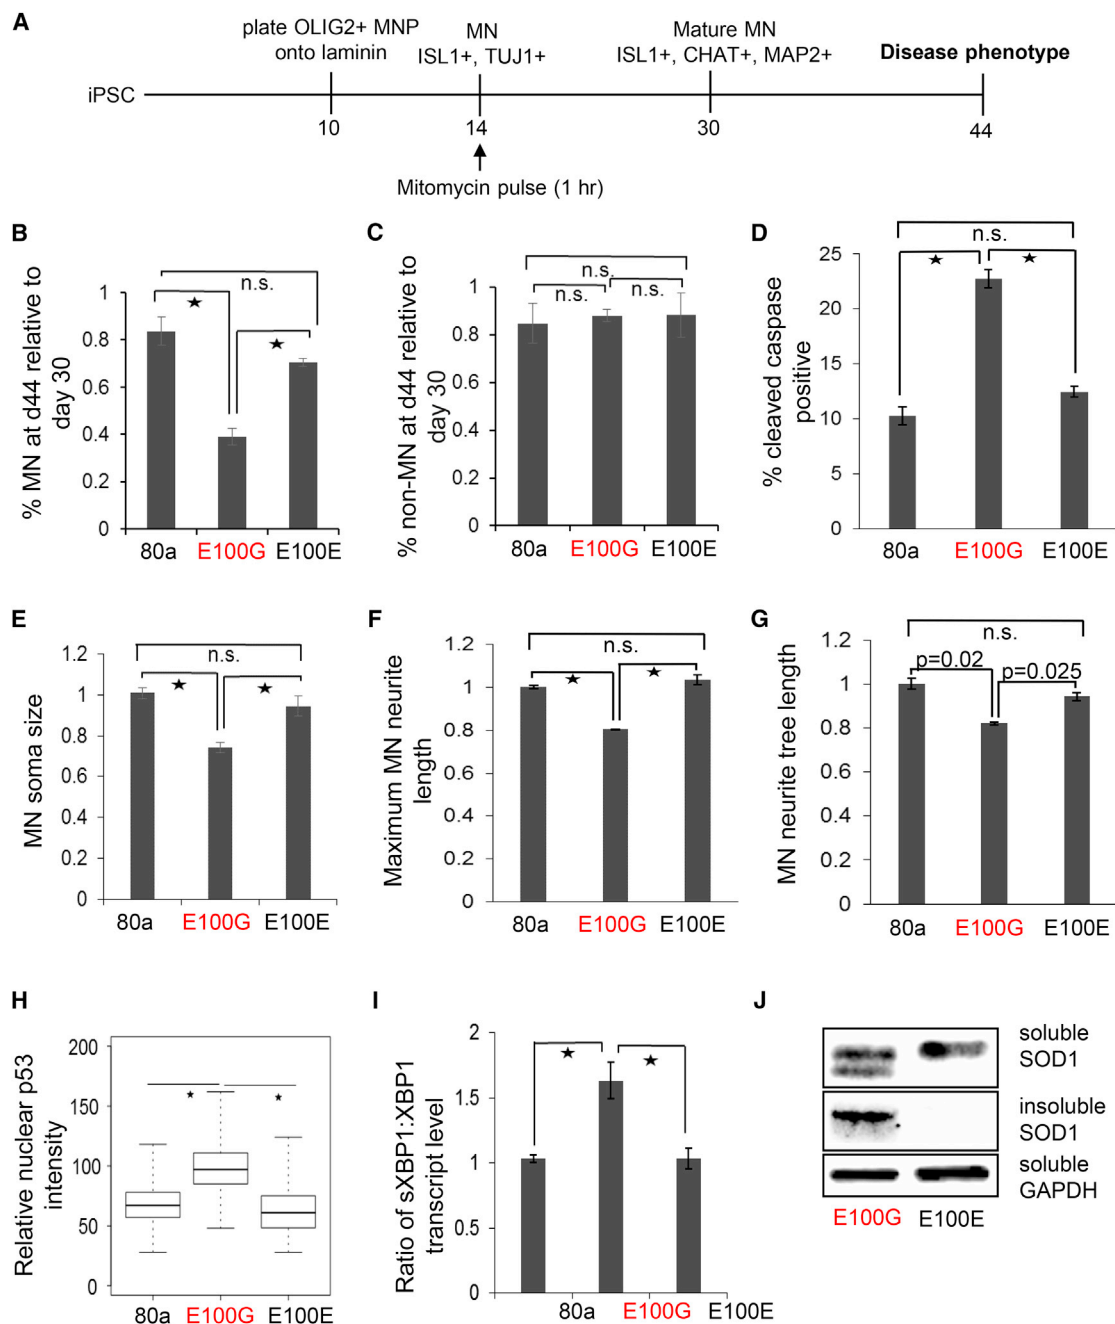 A
plate OLIG2+ MNP
onto laminin
MN
ISL1+, TUJ1+
Mature MN
ISL1+, CHAT+, MAP2+
Disease phenotype
iPSC
10
14
30
44
Mitomycin pulse (1 hr)
B
% MN at d44 relative to
day 30
1
0.8
0.6
0.4
0.2
0
n.s.
80a
E100G
E100E
C
% non-MN at d44 relative to
day 30
1
0.8
0.6
0.4
0.2
0
n.s.
n.s.
n.s.
80a
E100G
E100E
D
% cleaved caspase
positive
25
20
15
10
5
0
n.s.
80a
E100G
E100E
E
MN soma size
1.2
1
0.8
0.6
0.4
0.2
0
n.s.
80a
E100G
E100E
F
Maximum MN neurite
length
1.2
1
0.8
0.6
0.4
0.2
0
n.s.
80a
E100G
E100E
G
MN neurite tree length
1.2
1
0.8
0.6
0.4
0.2
0
n.s.
p=0.02
p=0.025
80a
E100G
E100E
H
Relative nuclear p53
intensity
200
150
100
50
0
80a
E100G
E100E
I
Ratio of sXBP1:XBP1
transcript level
2
1.5
1
0.5
0
80a
E100G
E100E
J
soluble
SOD1
insoluble
SOD1
soluble
GAPDH
E100G
E100E